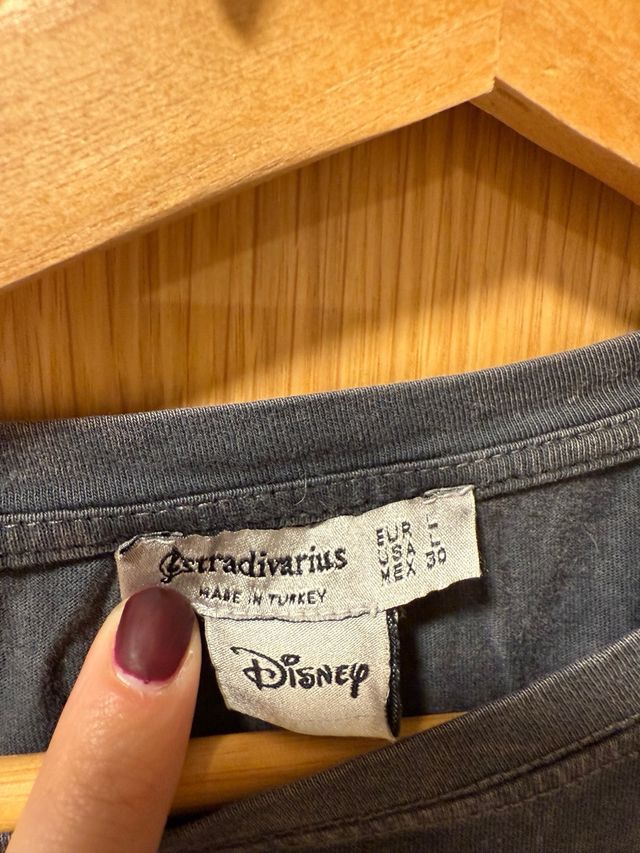 Stradivarius
MADE IN TURKEY
EUR L
USA L
MEX 30
Disney